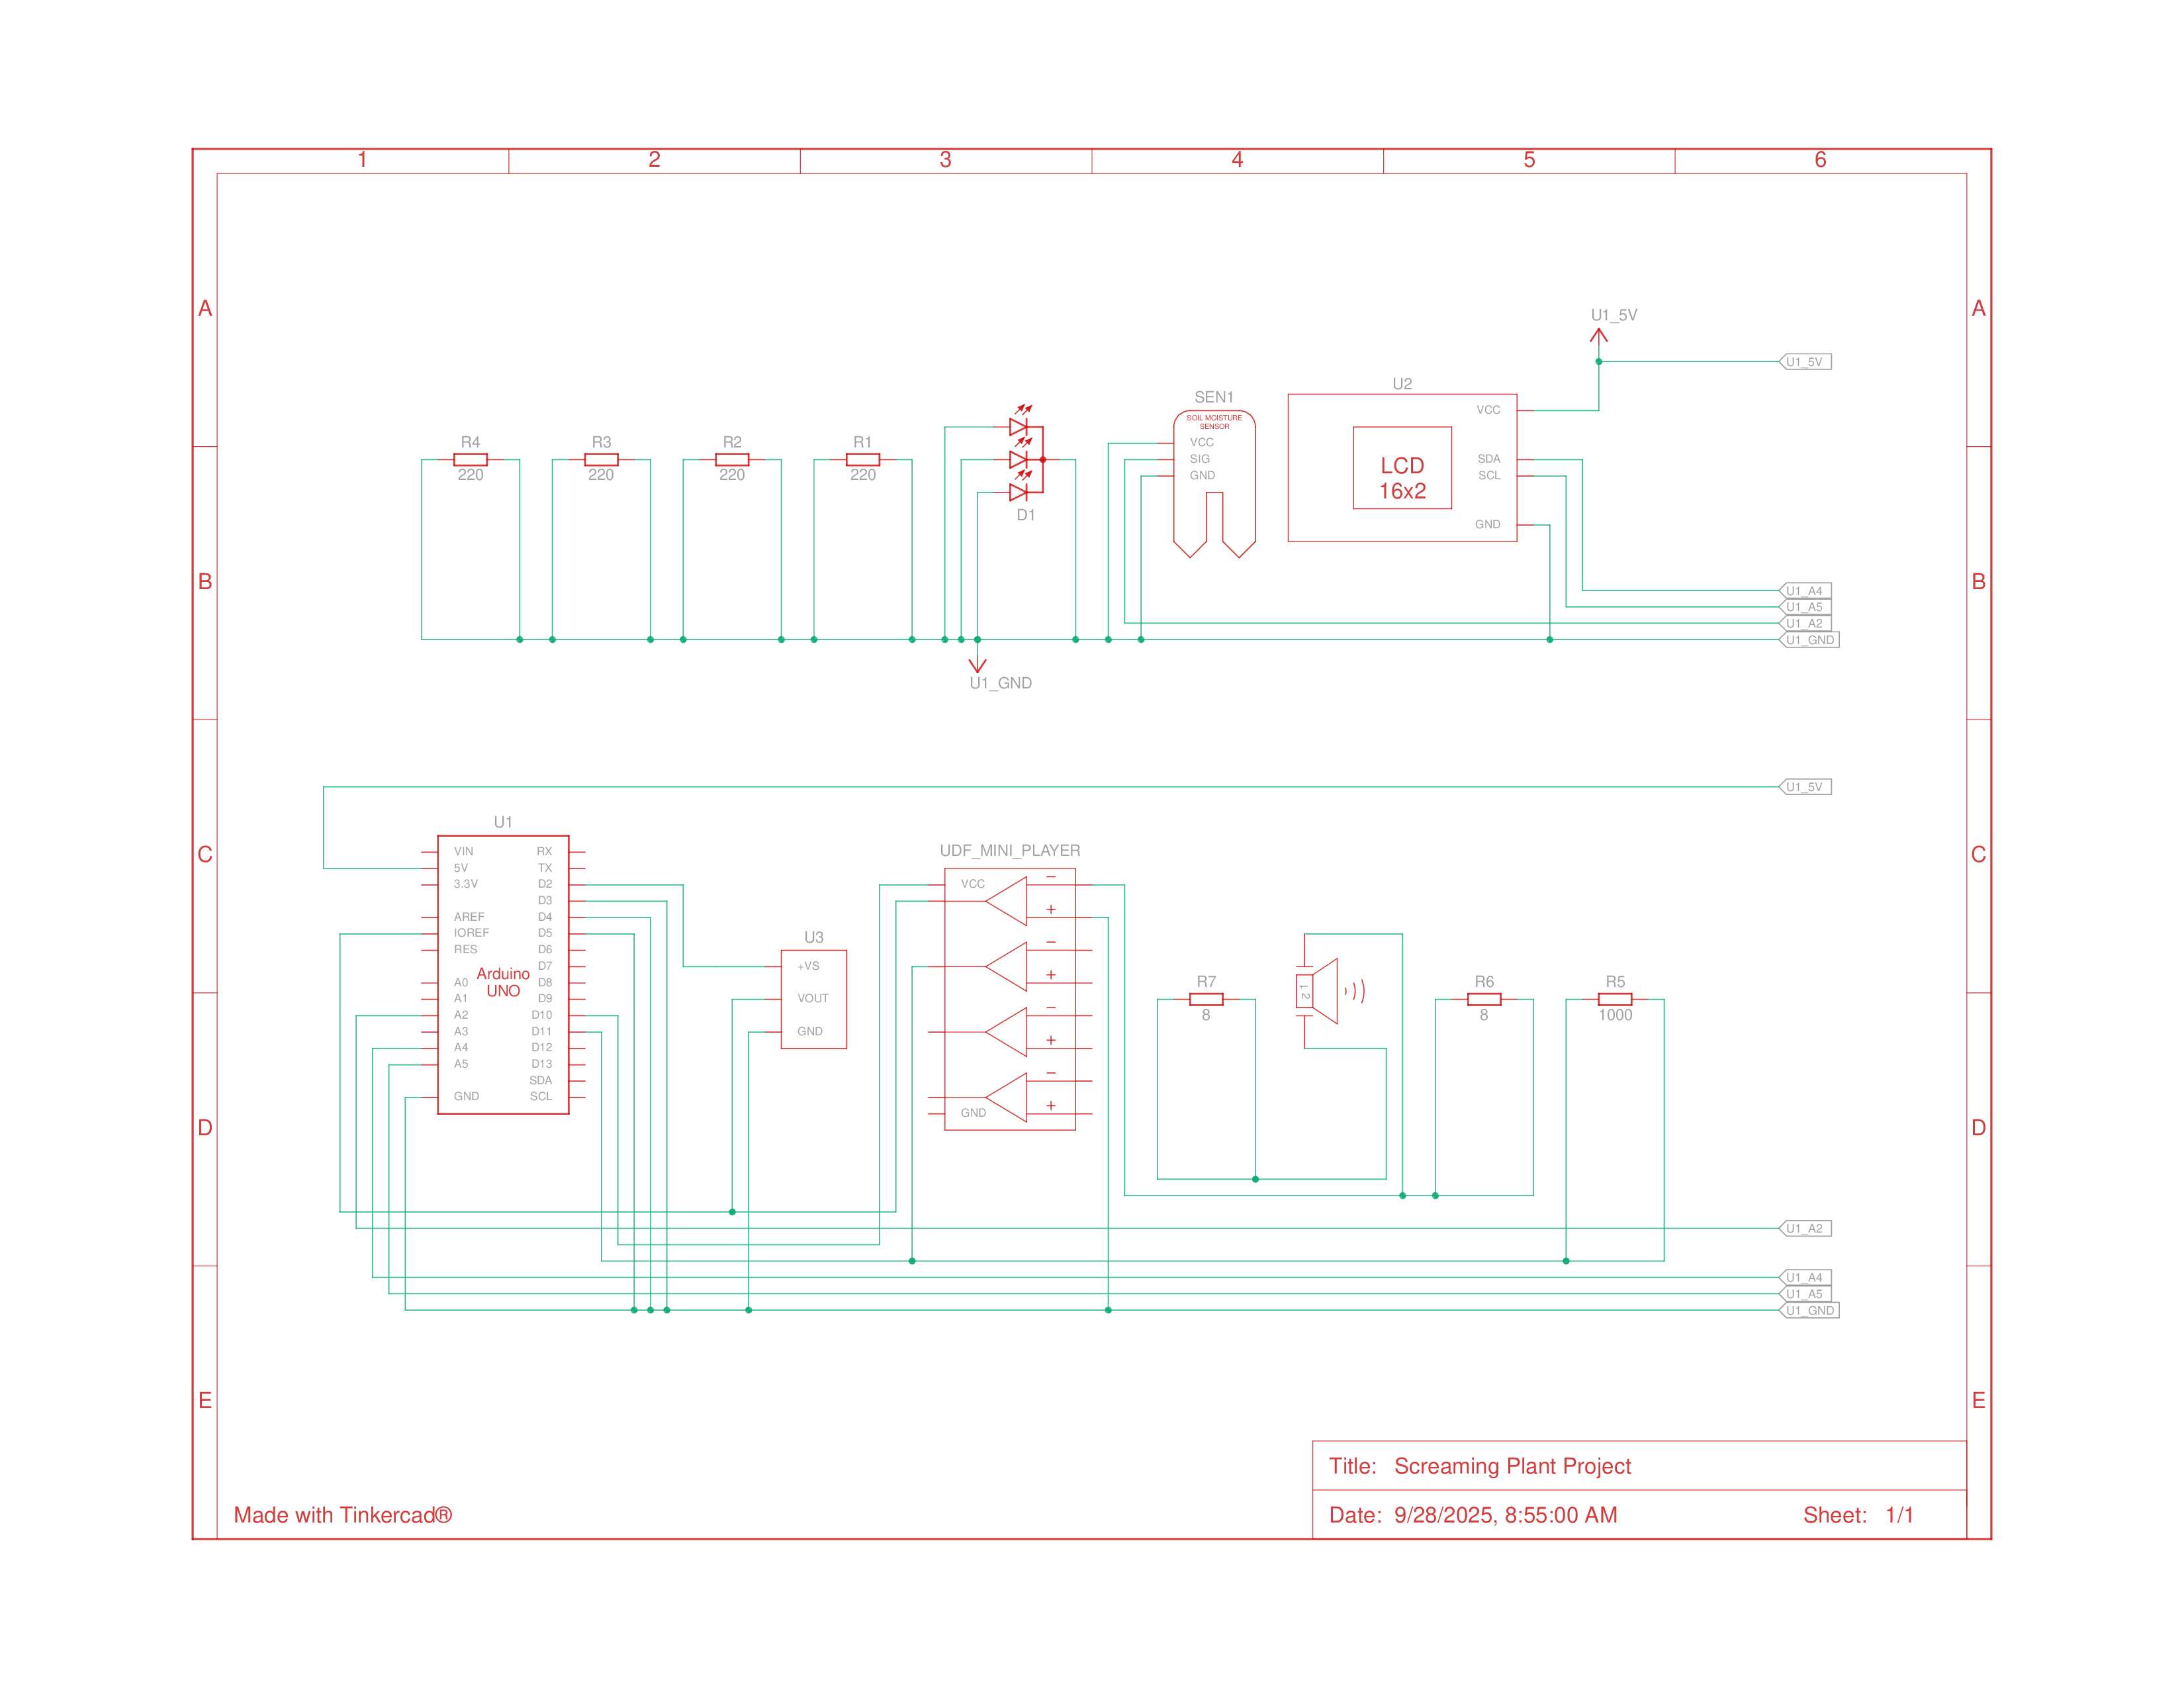 1 2 3 4 5 6
A A
U1_5V
U1_5V
U2
SEN1
SOIL MOISTURE
SENSOR
VCC
SIG
GND
VCC
SDA
SCL
GND
LCD
16x2
R4
220
R3
220
R2
220
R1
220
D1
B B
U1_A4
U1_A5
U1_A2
U1_GND
U1_GND
U1_5V
C C
U1
VIN RX
5V TX
3.3V D2
D3
AREF D4
IOREF D5
RES D6
D7
A0 D8
A1 D9
A2 D10
A3 D11
A4 D12
A5 D13
SDA
GND SCL
Arduino
UNO
U3
+VS
VOUT
GND
UDF_MINI_PLAYER
VCC
−
+
−
+
−
+
−
+
GND
R7
8
1
2
R6
8
R5
1000
D D
U1_A2
U1_A4
U1_A5
U1_GND
E E
Title: Screaming Plant Project
Date: 9/28/2025, 8:55:00 AM Sheet: 1/1
Made with Tinkercad®